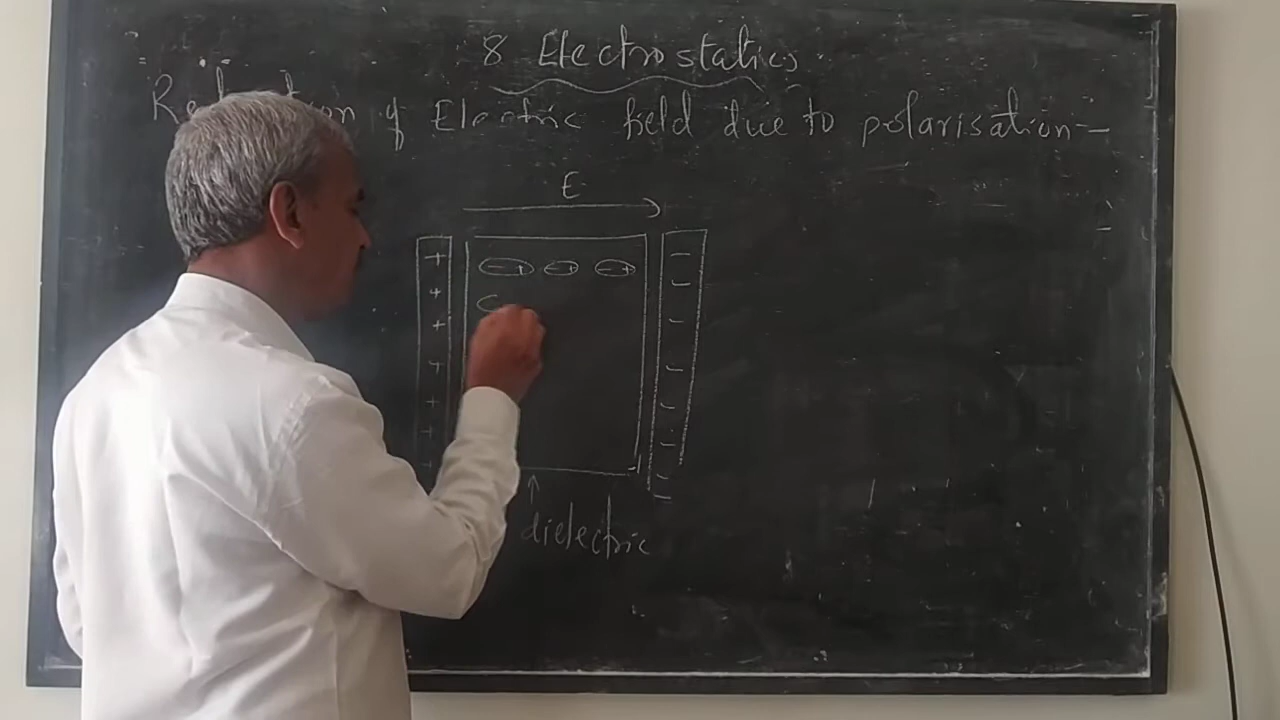 8 Electrostatics
of Electric field due to polarisation-
E
+ - + - + - + -
+ -
+ -
+ -
+ -
+ -
-
dielectric